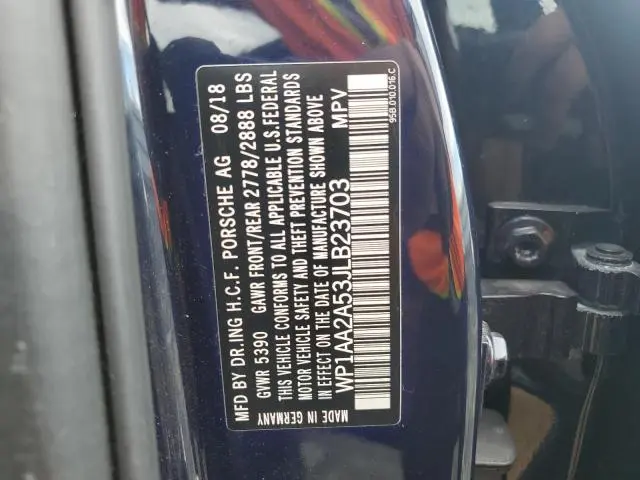 MFD BY DR.ING H.C.F. PORSCHE AG 08/18
GVWR 5390 GAWR FRONT/REAR 2778/2888 LBS
THIS VEHICLE CONFORMS TO ALL APPLICABLE U.S.FEDERAL
MOTOR VEHICLE SAFETY AND THEFT PREVENTION STANDARDS
IN EFFECT ON THE DATE OF MANUFACTURE SHOWN ABOVE
WP1AA2A53JLB23703 MPV
MADE IN GERMANY 95B.010.016.C